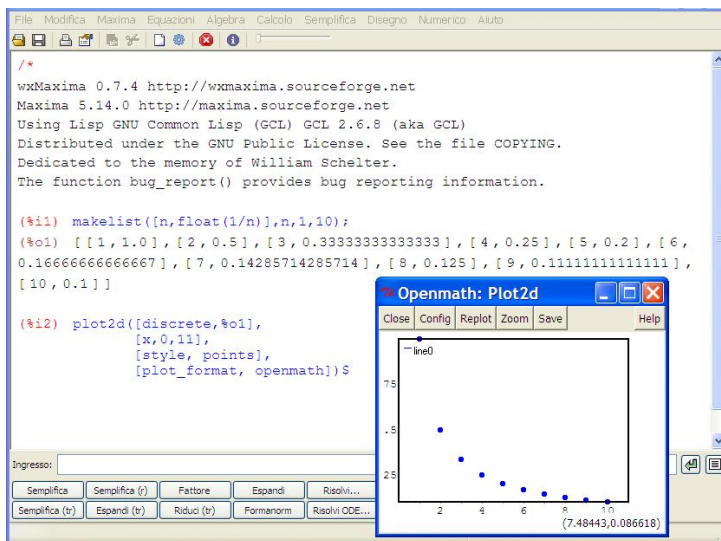 File Modifica Maxima Equazioni Algebra Calcolo Semplifica Disegno Numerico Aiuto
/*
wxMaxima 0.7.4 http://wxmaxima.sourceforge.net
Maxima 5.14.0 http://maxima.sourceforge.net
Using Lisp GNU Common Lisp (GCL) GCL 2.6.8 (aka GCL)
Distributed under the GNU Public License. See the file COPYING.
Dedicated to the memory of William Schelter.
The function bug_report() provides bug reporting information.
(%i1) makelist([n,float(1/n)],n,1,10);
(%o1) [[1,1.0],[2,0.5],[3,0.33333333333333],[4,0.25],[5,0.2],[6,
0.16666666666667],[7,0.14285714285714],[8,0.125],[9,0.11111111111111],
[10,0.1]]
(%i2) plot2d([discrete,%o1],
[x,0,11],
[style, points],
[plot_format, openmath])$
Openmath: Plot2d
Close Config Replot Zoom Save Help
line0
75
.5
25
2 4 6 8 10
(7.48443,0.086618)
Ingresso:
Semplifica Semplifica (r) Fattore Espandi Risolvi...
Semplifica (tr) Espandi (tr) Riduci (tr) Formanorm Risolvi ODE...